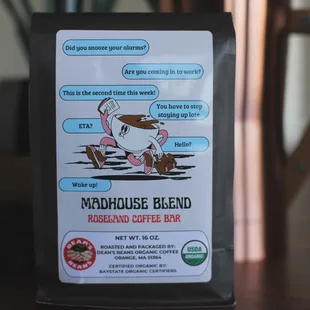 Did you snooze your alarms?
Are you coming in to work?
This is the second time this week!
You have to stop
staying up late
ETA?
Hello?
Wake up!
MADHOUSE BLEND
ROSELAND COFFEE BAR
NET WT. 16 OZ.
ROASTED AND PACKAGED BY:
DEAN'S BEANS ORGANIC COFFEE
ORANGE, MA 01364
CERTIFIED ORGANIC BY:
BAYSTATE ORGANIC CERTIFIERS
DEAN'S
BEANS
USDA
ORGANIC